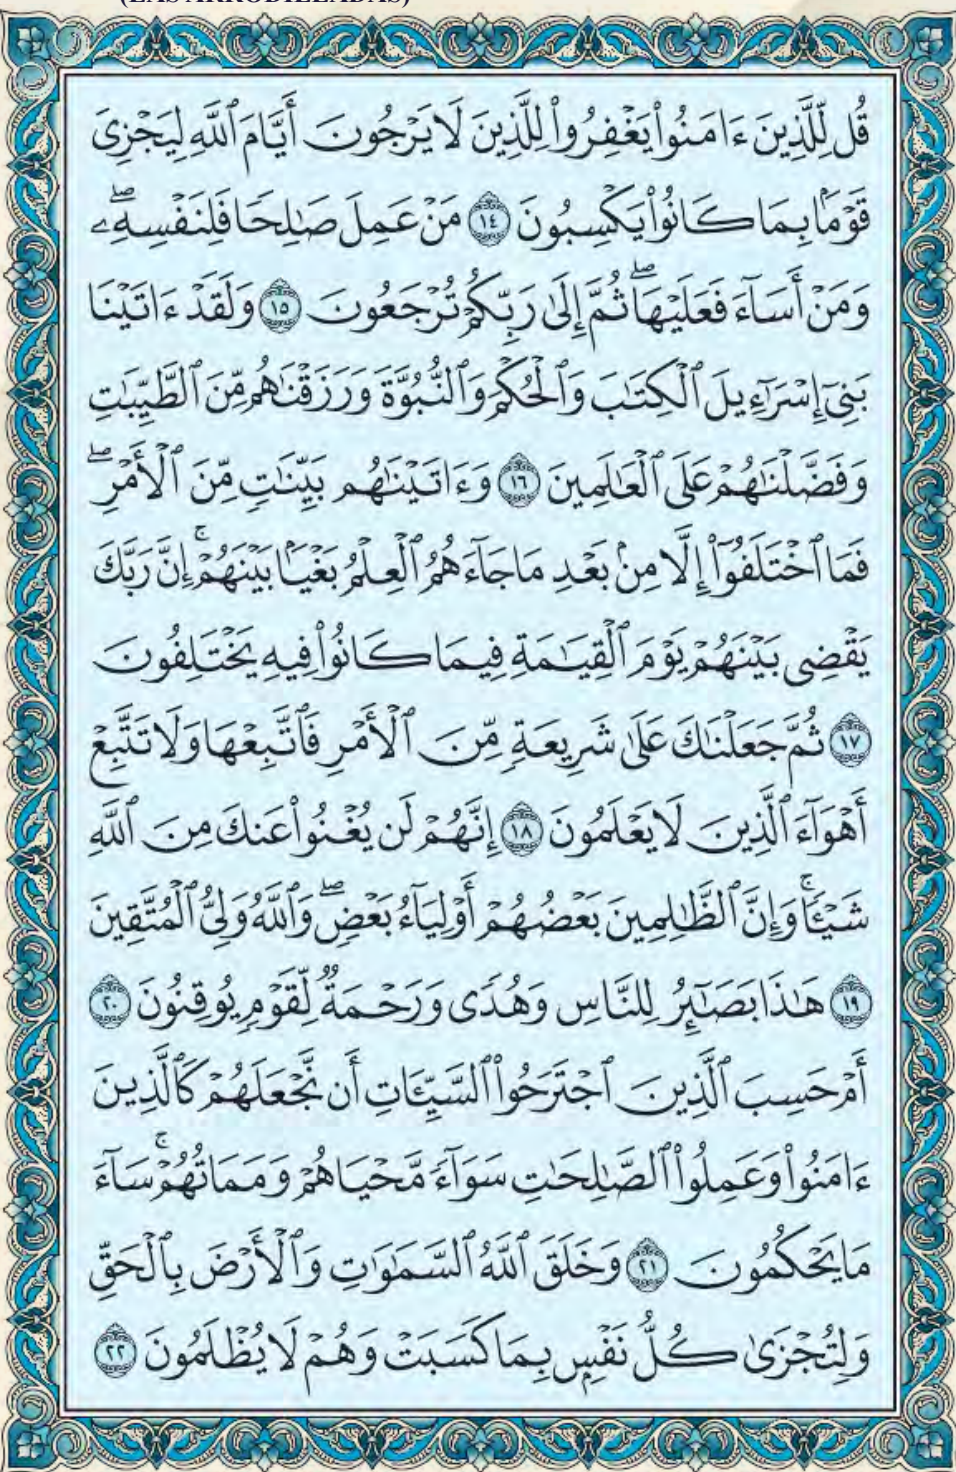 (LAS ARRODILLADAS)
قُل لِّلَّذِينَ ءَامَنُوا۟ يَغْفِرُوا۟ لِلَّذِينَ لَا يَرْجُونَ أَيَّامَ ٱللَّهِ لِيَجْزِىَ
قَوْمًۢا بِمَا كَانُوا۟ يَكْسِبُونَ ١٤ مَنْ عَمِلَ صَٰلِحًا فَلِنَفْسِهِۦۖ
وَمَنْ أَسَآءَ فَعَلَيْهَاۖ ثُمَّ إِلَىٰ رَبِّكُمْ تُرْجَعُونَ ١٥ وَلَقَدْ ءَاتَيْنَا
بَنِىٓ إِسْرَٰٓءِيلَ ٱلْكِتَٰبَ وَٱلْحُكْمَ وَٱلنُّبُوَّةَ وَرَزَقْنَٰهُم مِّنَ ٱلطَّيِّبَٰتِ
وَفَضَّلْنَٰهُمْ عَلَى ٱلْعَٰلَمِينَ ١٦ وَءَاتَيْنَٰهُم بَيِّنَٰتٍ مِّنَ ٱلْأَمْرِۖ
فَمَا ٱخْتَلَفُوٓا۟ إِلَّا مِنۢ بَعْدِ مَا جَآءَهُمُ ٱلْعِلْمُ بَغْيًۢا بَيْنَهُمْۚ إِنَّ رَبَّكَ
يَقْضِى بَيْنَهُمْ يَوْمَ ٱلْقِيَٰمَةِ فِيمَا كَانُوا۟ فِيهِ يَخْتَلِفُونَ
١٧ ثُمَّ جَعَلْنَٰكَ عَلَىٰ شَرِيعَةٍ مِّنَ ٱلْأَمْرِ فَٱتَّبِعْهَا وَلَا تَتَّبِعْ
أَهْوَآءَ ٱلَّذِينَ لَا يَعْلَمُونَ ١٨ إِنَّهُمْ لَن يُغْنُوا۟ عَنكَ مِنَ ٱللَّهِ
شَيْـًٔاۚ وَإِنَّ ٱلظَّٰلِمِينَ بَعْضُهُمْ أَوْلِيَآءُ بَعْضٍۖ وَٱللَّهُ وَلِىُّ ٱلْمُتَّقِينَ
١٩ هَٰذَا بَصَٰٓئِرُ لِلنَّاسِ وَهُدًى وَرَحْمَةٌ لِّقَوْمٍ يُوقِنُونَ ٢٠
أَمْ حَسِبَ ٱلَّذِينَ ٱجْتَرَحُوا۟ ٱلسَّيِّـَٔاتِ أَن نَّجْعَلَهُمْ كَٱلَّذِينَ
ءَامَنُوا۟ وَعَمِلُوا۟ ٱلصَّٰلِحَٰتِ سَوَآءً مَّحْيَاهُمْ وَمَمَاتُهُمْۚ سَآءَ
مَا يَحْكُمُونَ ٢١ وَخَلَقَ ٱللَّهُ ٱلسَّمَٰوَٰتِ وَٱلْأَرْضَ بِٱلْحَقِّ
وَلِتُجْزَىٰ كُلُّ نَفْسٍۭ بِمَا كَسَبَتْ وَهُمْ لَا يُظْلَمُونَ ٢٢